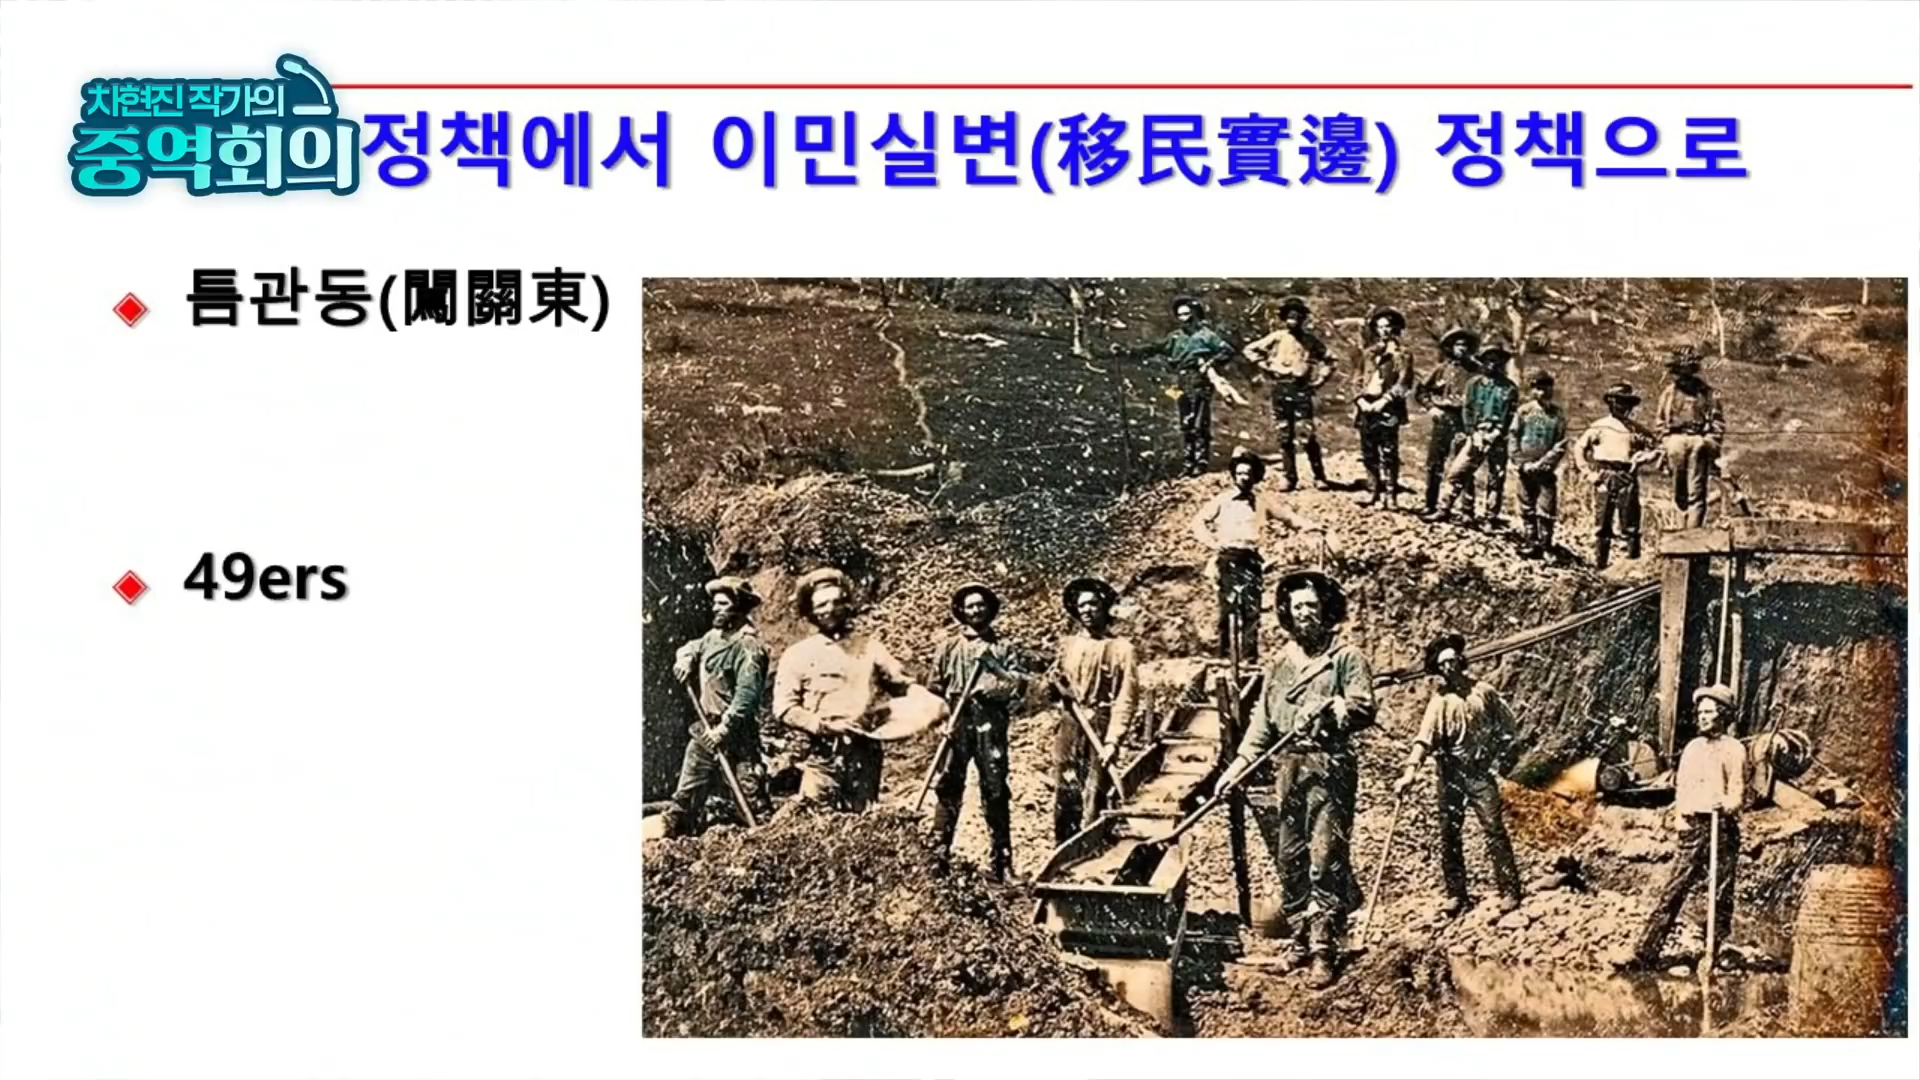 차현진 작가의
중역회의
정책에서 이민실변(移民實邊) 정책으로
틈관동(闖關東)
49ers